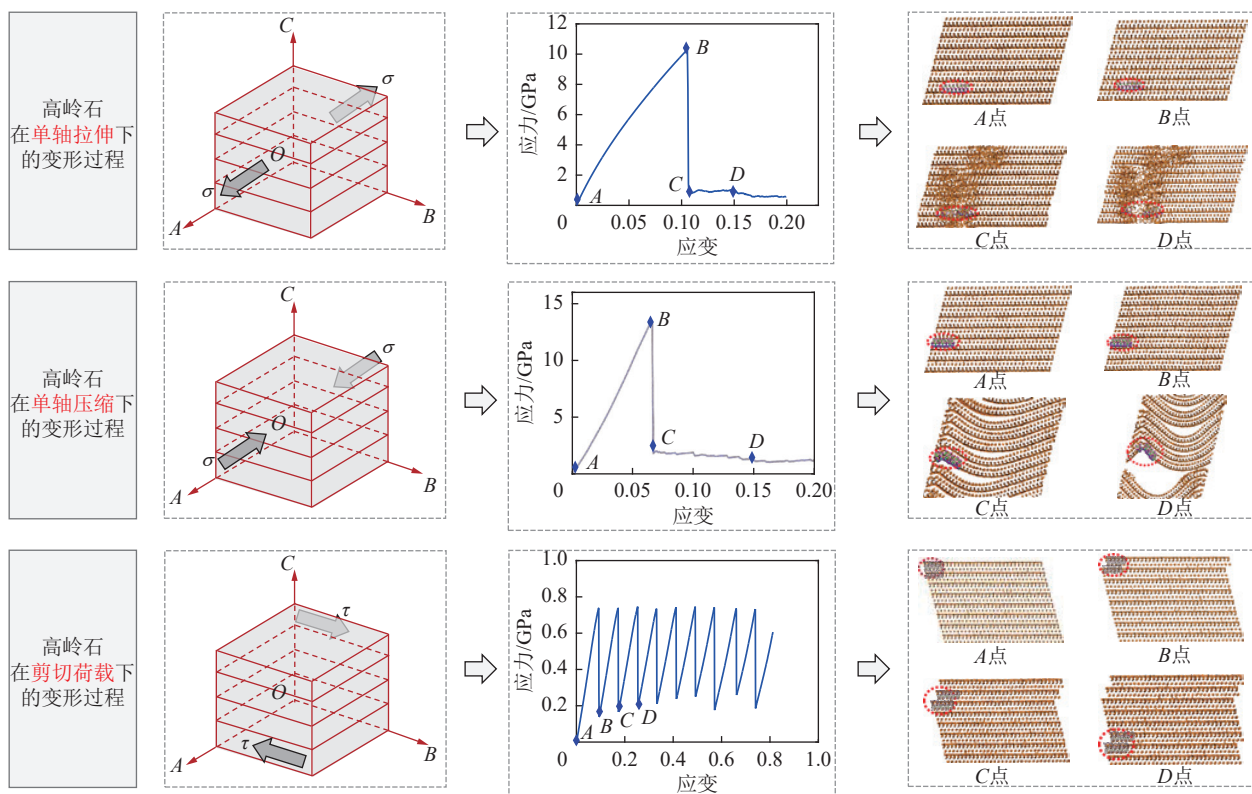 高岭石
在单轴拉伸下
的变形过程
C
σ
O
σ
A
B
应力/GPa
12
10
8
6
4
2
0
B
A
C
D
0.05
0.10
0.15
0.20
应变
A点
B点
C点
D点
高岭石
在单轴压缩下
的变形过程
C
σ
O
σ
A
B
应力/GPa
15
10
5
0
B
A
C
D
0.05
0.10
0.15
0.20
应变
A点
B点
C点
D点
高岭石
在剪切荷载下
的变形过程
C
τ
O
τ
A
B
应力/GPa
1.0
0.8
0.6
0.4
0.2
0
A
B
C
D
0.2
0.4
0.6
0.8
1.0
应变
A点
B点
C点
D点